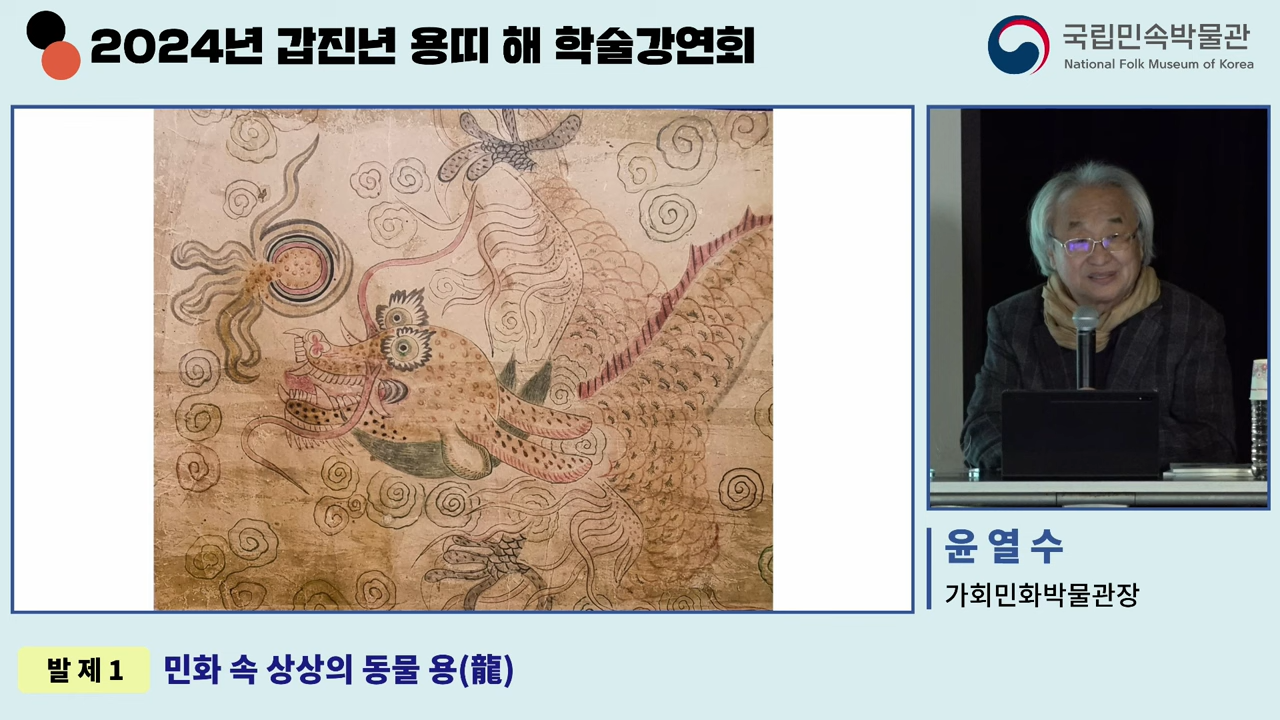 2024년 갑진년 용띠 해 학술강연회
국립민속박물관
National Folk Museum of Korea
윤열수
가회민화박물관장
발제1 민화 속 상상의 동물 용(龍)